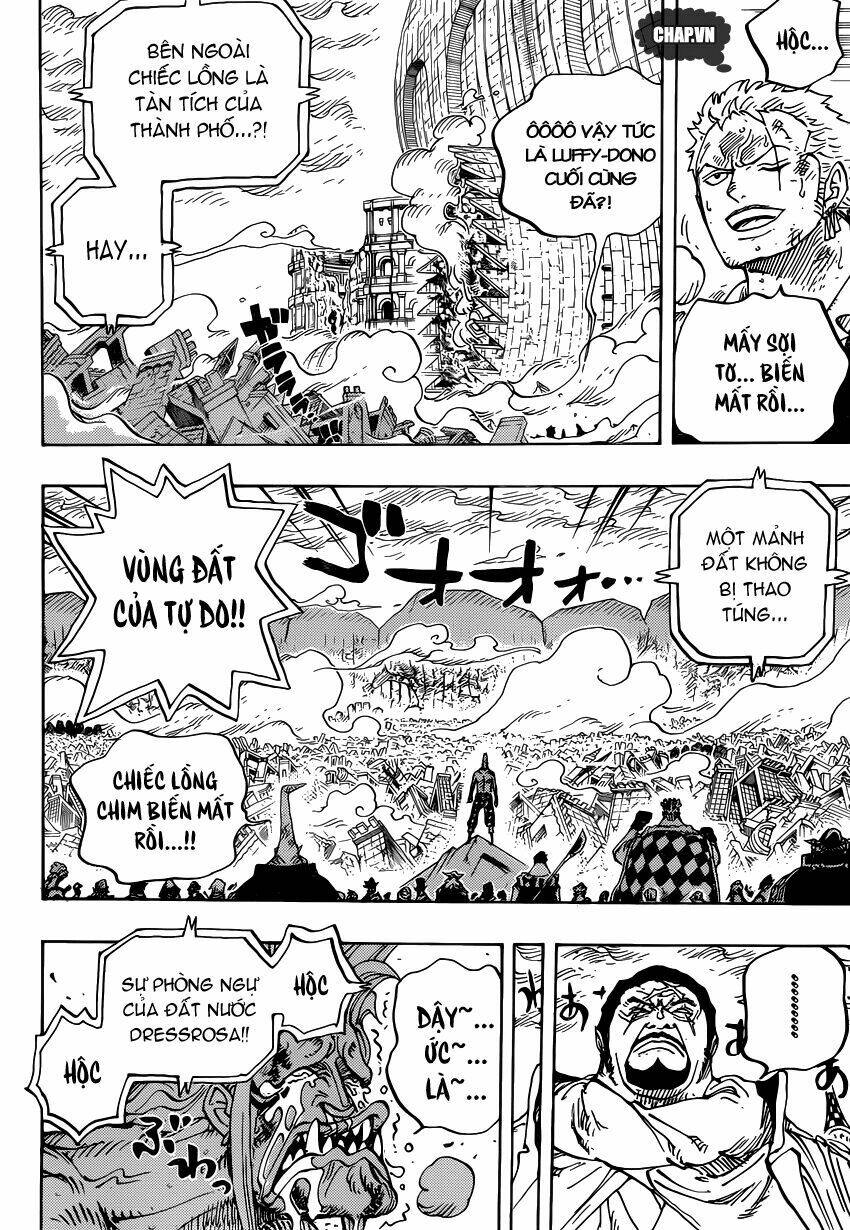 CHAP.VN
BÊN NGOÀI
CHIẾC LỒNG LÀ
TÀN TÍCH CỦA
THÀNH PHỐ...?!
HAY...
ÔÔÔÔ VẬY TỨC
LÀ LUFFY-DONO
CUỐI CÙNG
ĐÃ?!
HỘC...
MẤY SỢI
TƠ... BIẾN
MẤT RỒI...
VÙNG ĐẤT
CỦA TỰ DO!!
MỘT MẢNH
ĐẤT KHÔNG
BỊ THAO
TÚNG...
CHIẾC LỒNG
CHIM BIẾN MẤT
RỒI...!!
ゴオオオ...
SỰ PHÒNG NGỰ
CỦA ĐẤT NƯỚC
DRESSROSA!!
HỘC
HỘC
DẬY~...
ỨC~...
LÀ~...
ぶわっ
.........